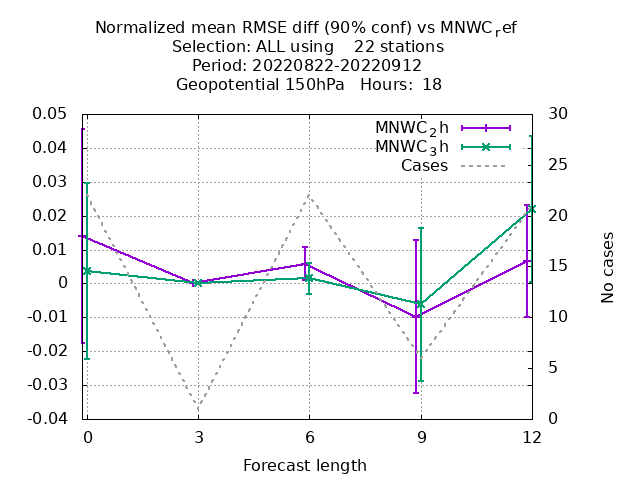 Normalized mean RMSE diff (90% conf) vs MNWC_ref
Selection: ALL using    22 stations
Period: 20220822-20220912
Geopotential 150hPa   Hours:  18
MNWC_2h
MNWC_3h
Cases
0.05
0.04
0.03
0.02
0.01
0
-0.01
-0.02
-0.03
-0.04
30
25
20
15
10
5
0
No cases
0 3 6 9 12
Forecast length